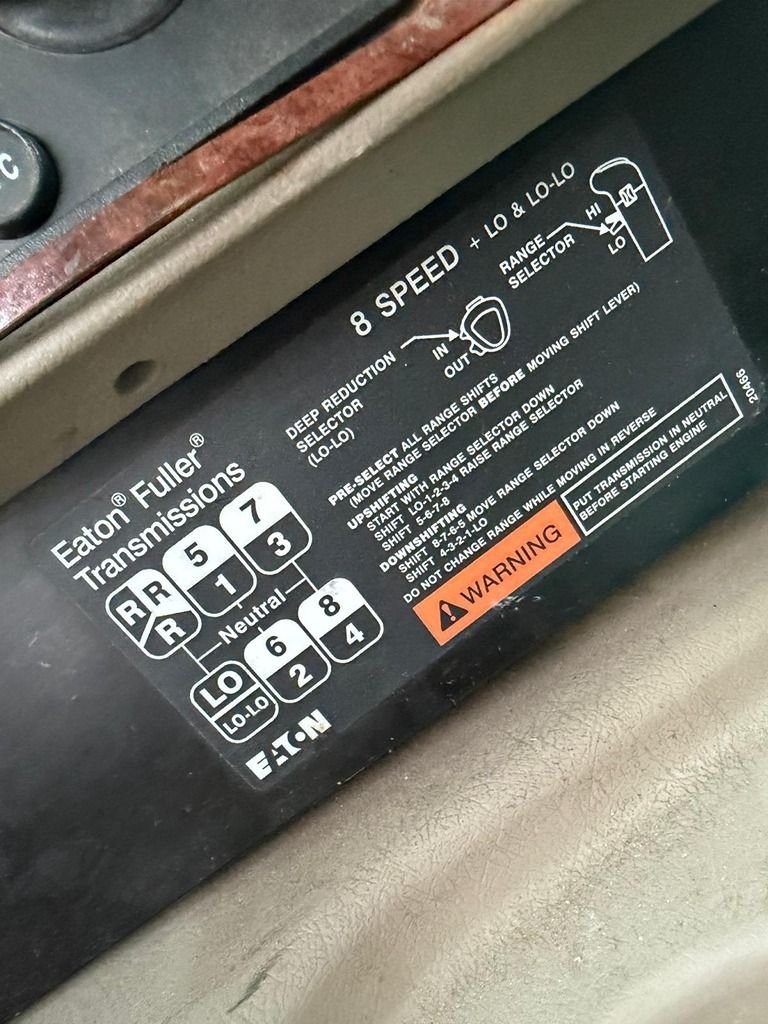 C
8 SPEED + LO & LO-LO
DEEP REDUCTION
SELECTOR
(LO-LO)
IN
OUT
RANGE
SELECTOR
HI
LO
Eaton® Fuller®
Transmissions
R R 5 7
R 1 3
Neutral
LO 6 8
LO-LO 2 4
EATON
PRE-SELECT ALL RANGE SHIFTS
(MOVE RANGE SELECTOR BEFORE MOVING SHIFT LEVER)
UPSHIFTING
START WITH RANGE SELECTOR DOWN
SHIFT LO-1-2-3-4 RAISE RANGE SELECTOR
SHIFT 5-6-7-8
DOWNSHIFTING
SHIFT 8-7-6-5 MOVE RANGE SELECTOR DOWN
SHIFT 4-3-2-1-LO
DO NOT CHANGE RANGE WHILE MOVING IN REVERSE
WARNING
PUT TRANSMISSION IN NEUTRAL
BEFORE STARTING ENGINE
20466